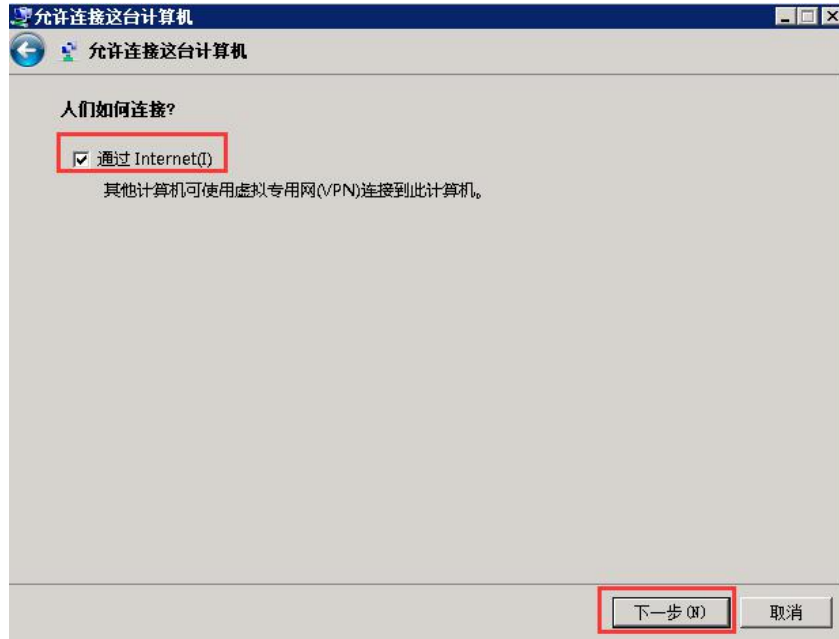 允许连接这台计算机
允许连接这台计算机
人们如何连接?
通过 Internet(I)
其他计算机可使用虚拟专用网(VPN)连接到此计算机。
下一步(N)
取消